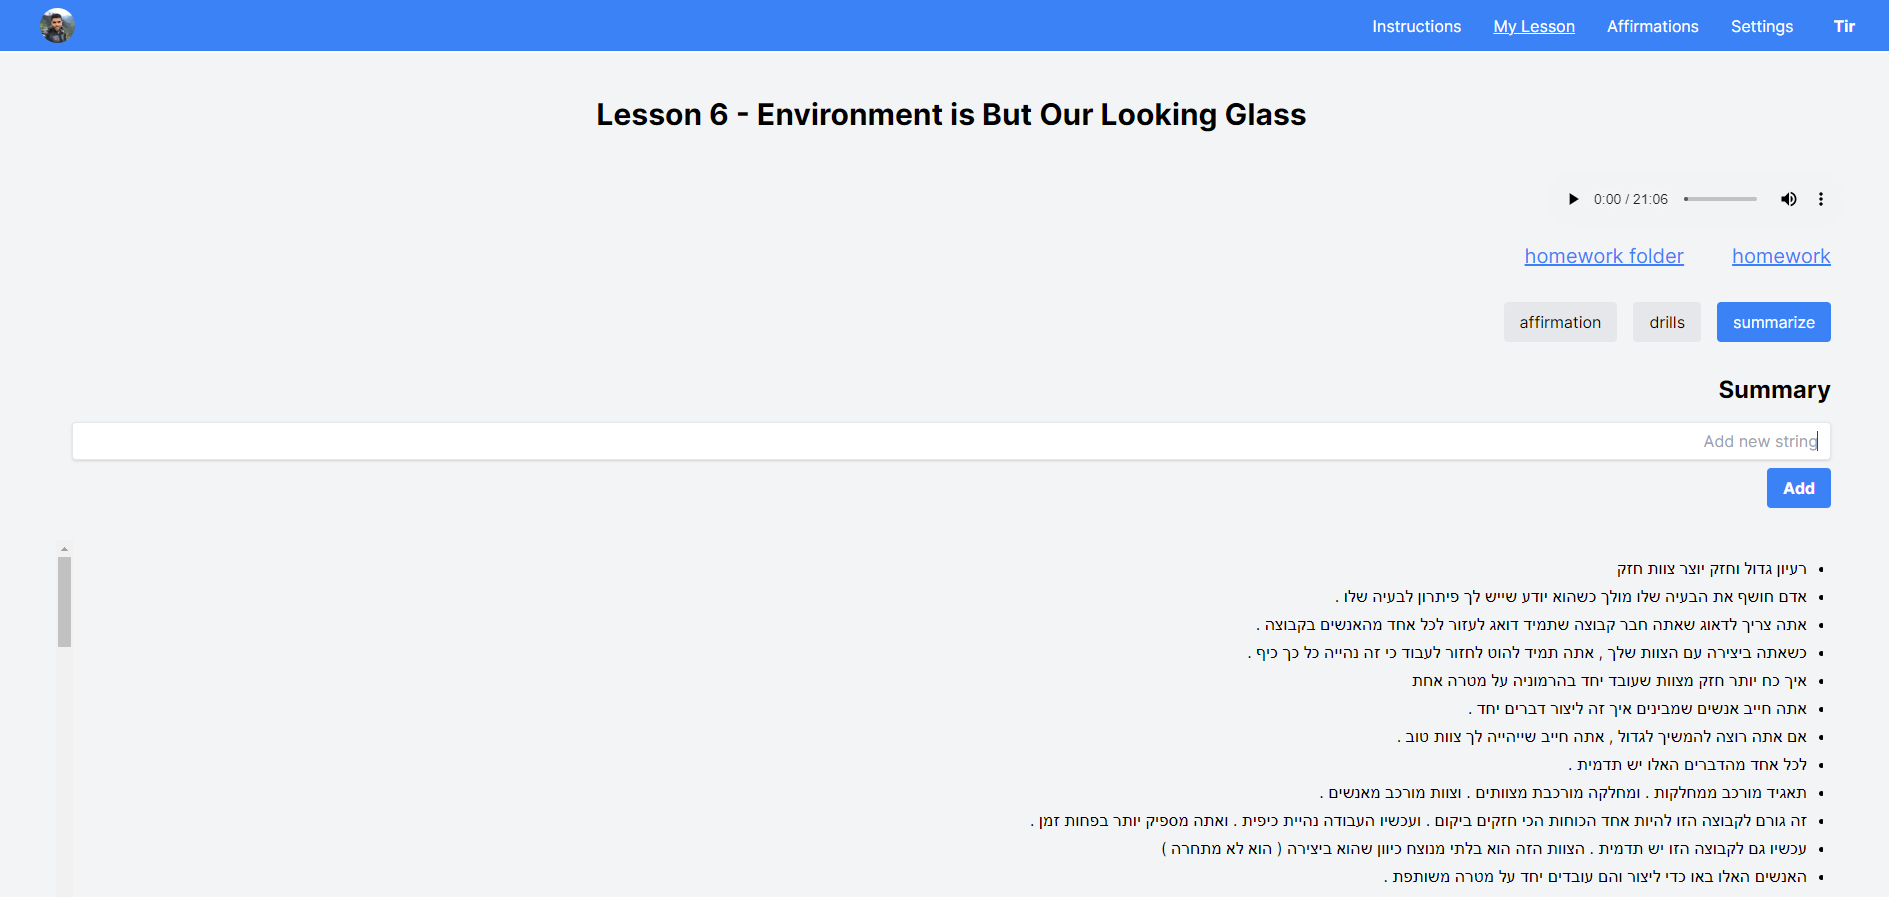 Instructions
My Lesson
Affirmations
Settings
Tir
Lesson 6 - Environment is But Our Looking Glass
0:00 / 21:06
homework folder
homework
affirmation
drills
summarize
Summary
Add new string
Add
רעיון גדול וחזק יוצר צוות חזק
אדם חושף את הבעיה שלו מולך כשהוא יודע שייש לך פיתרון לבעיה שלו .
אתה צריך לדאוג שאתה חבר קבוצה שתמיד דואג לעזור לכל אחד מהאנשים בקבוצה .
כשאתה ביצירה עם הצוות שלך , אתה תמיד להוט לחזור לעבוד כי זה נהייה כל כך כיף .
איך כח יותר חזק מצוות שעובד יחד בהרמוניה על מטרה אחת
אתה חייב אנשים שמבינים איך זה ליצור דברים יחד .
אם אתה רוצה להמשיך לגדול , אתה חייב שייהייה לך צוות טוב .
לכל אחד מהדברים האלו יש תדמית .
תאגיד מורכב ממחלקות . ומחלקה מורכבת מצוותים . וצוות מורכב מאנשים .
זה גורם לקבוצה הזו להיות אחד הכוחות הכי חזקים ביקום . ועכשיו העבודה נהיית כיפית . ואתה מספיק יותר בפחות זמן .
עכשיו גם לקבוצה הזו יש תדמית . הצוות הזה הוא בלתי מנוצח כיוון שהוא ביצירה ( הוא לא מתחרה )
האנשים האלו באו כדי ליצור והם עובדים יחד על מטרה משותפת .